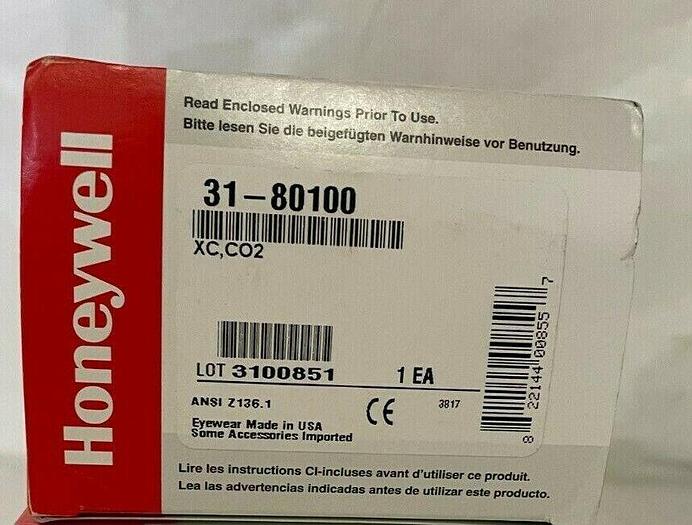 Honeywell
Read Enclosed Warnings Prior To Use.
Bitte lesen Sie die beigefügten Warnhinweise vor Benutzung.
31-80100
XC,CO2
LOT 3100851 1 EA
ANSI Z136.1
CE 3817
Eyewear Made in USA
Some Accessories Imported
8 22144 00855 7
Lire les instructions CI-incluses avant d'utiliser ce produit.
Lea las advertencias indicadas antes de utilizar este producto.